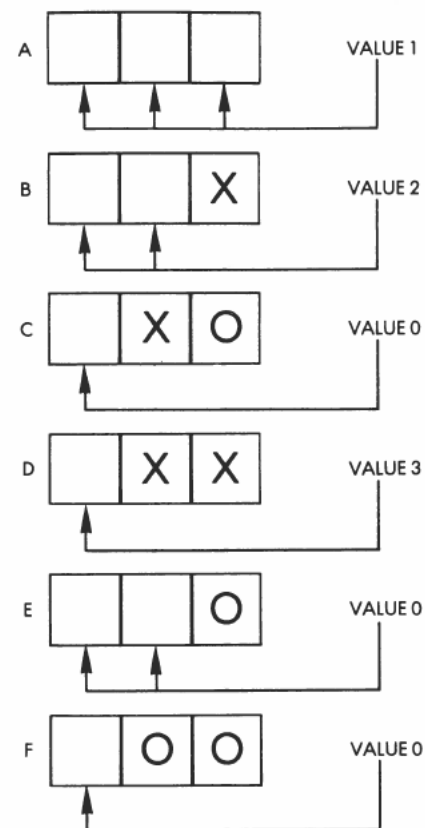 A VALUE 1
B X VALUE 2
C X O VALUE 0
D X X VALUE 3
E O VALUE 0
F O O VALUE 0